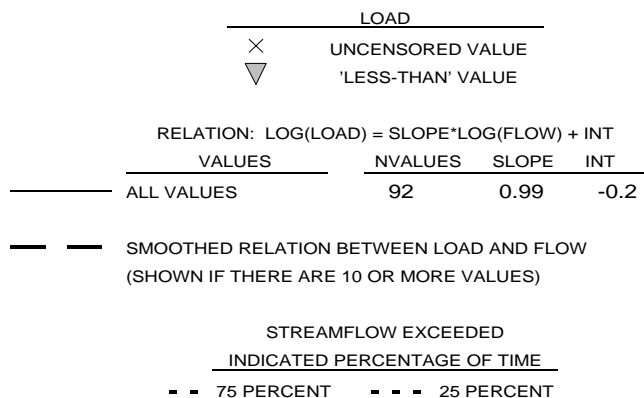 LOAD
UNCENSORED VALUE
'LESS-THAN' VALUE
RELATION: LOG(LOAD) = SLOPE*LOG(FLOW) + INT
VALUES NVALUES SLOPE INT
ALL VALUES 92 0.99 -0.2
SMOOTHED RELATION BETWEEN LOAD AND FLOW
(SHOWN IF THERE ARE 10 OR MORE VALUES)
STREAMFLOW EXCEEDED
INDICATED PERCENTAGE OF TIME
75 PERCENT 25 PERCENT